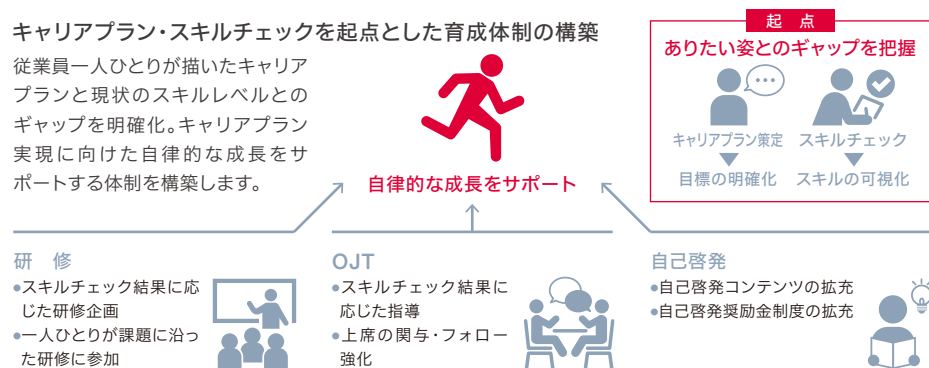 キャリアプラン・スキルチェックを起点とした育成体制の構築
従業員一人ひとりが描いたキャリア
プランと現状のスキルレベルとの
ギャップを明確化。キャリアプラン
実現に向けた自律的な成長をサ
ポートする体制を構築します。
自律的な成長をサポート
起 点
ありたい姿とのギャップを把握
キャリアプラン策定
スキルチェック
目標の明確化
スキルの可視化
研 修
●スキルチェック結果に応
じた研修企画
●一人ひとりが課題に沿っ
た研修に参加
OJT
●スキルチェック結果に
応じた指導
●上席の関与・フォロー
強化
自己啓発
●自己啓発コンテンツの拡充
●自己啓発奨励金制度の拡充